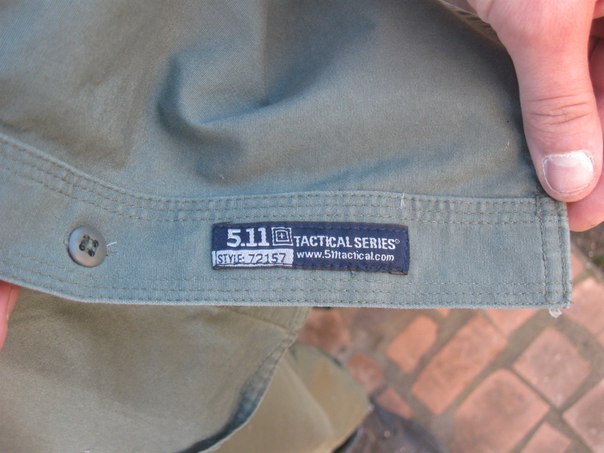 5.11 TACTICAL SERIES®
STYLE: 72157 www.511tactical.com